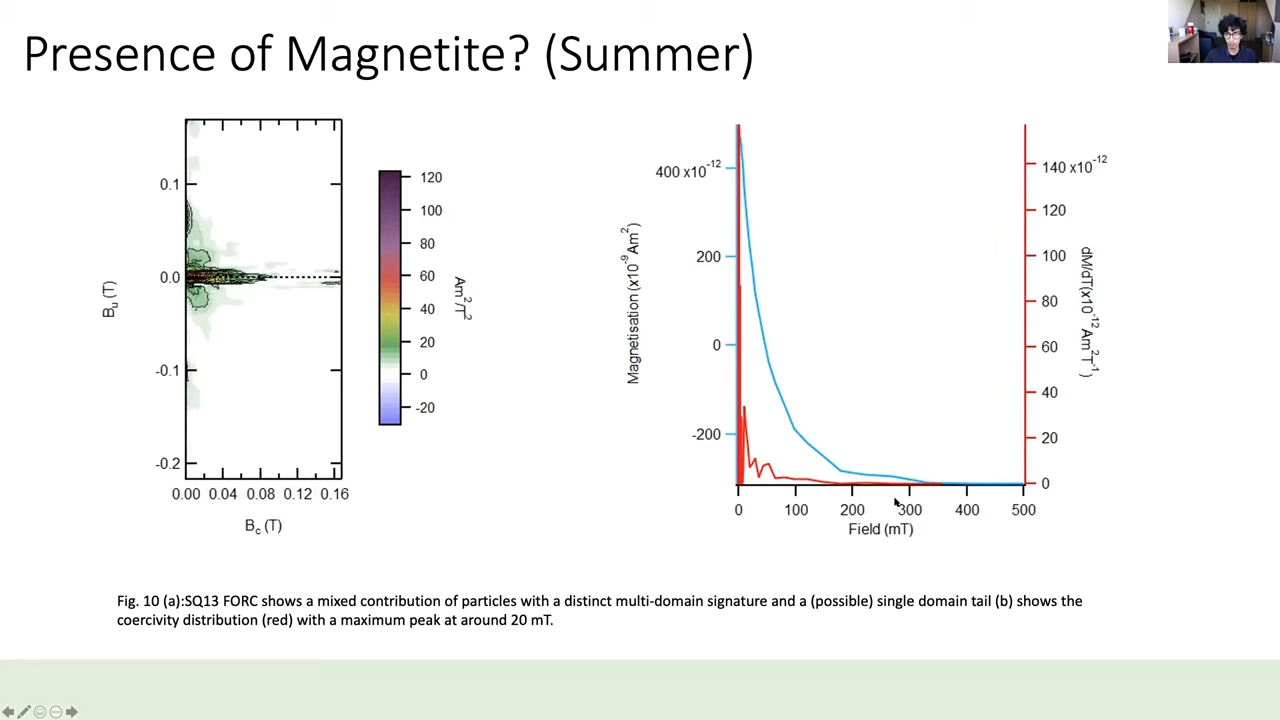 Presence of Magnetite? (Summer)
0.1
0.0
-0.1
-0.2
B_u (T)
0.00 0.04 0.08 0.12 0.16
B_c (T)
120
100
80
60
40
20
0
-20
Am²/T²
400 x10⁻¹²
200
0
-200
Magnetisation (x10⁻⁹ Am²)
0 100 200 300 400 500
Field (mT)
140 x10⁻¹²
120
100
80
60
40
20
0
dM/dT(x10⁻¹² Am²T⁻¹)
Fig. 10 (a):SQ13 FORC shows a mixed contribution of particles with a distinct multi-domain signature and a (possible) single domain tail (b) shows the
coercivity distribution (red) with a maximum peak at around 20 mT.